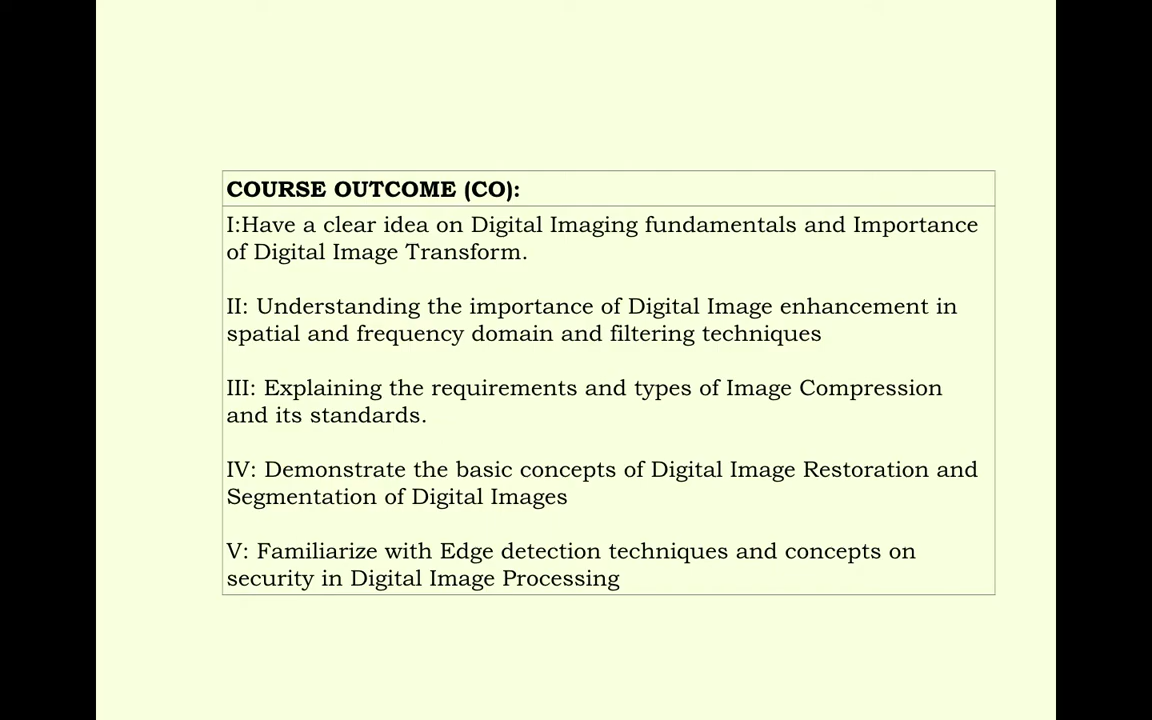 COURSE OUTCOME (CO):
I:Have a clear idea on Digital Imaging fundamentals and Importance
of Digital Image Transform.
II: Understanding the importance of Digital Image enhancement in
spatial and frequency domain and filtering techniques
III: Explaining the requirements and types of Image Compression
and its standards.
IV: Demonstrate the basic concepts of Digital Image Restoration and
Segmentation of Digital Images
V: Familiarize with Edge detection techniques and concepts on
security in Digital Image Processing